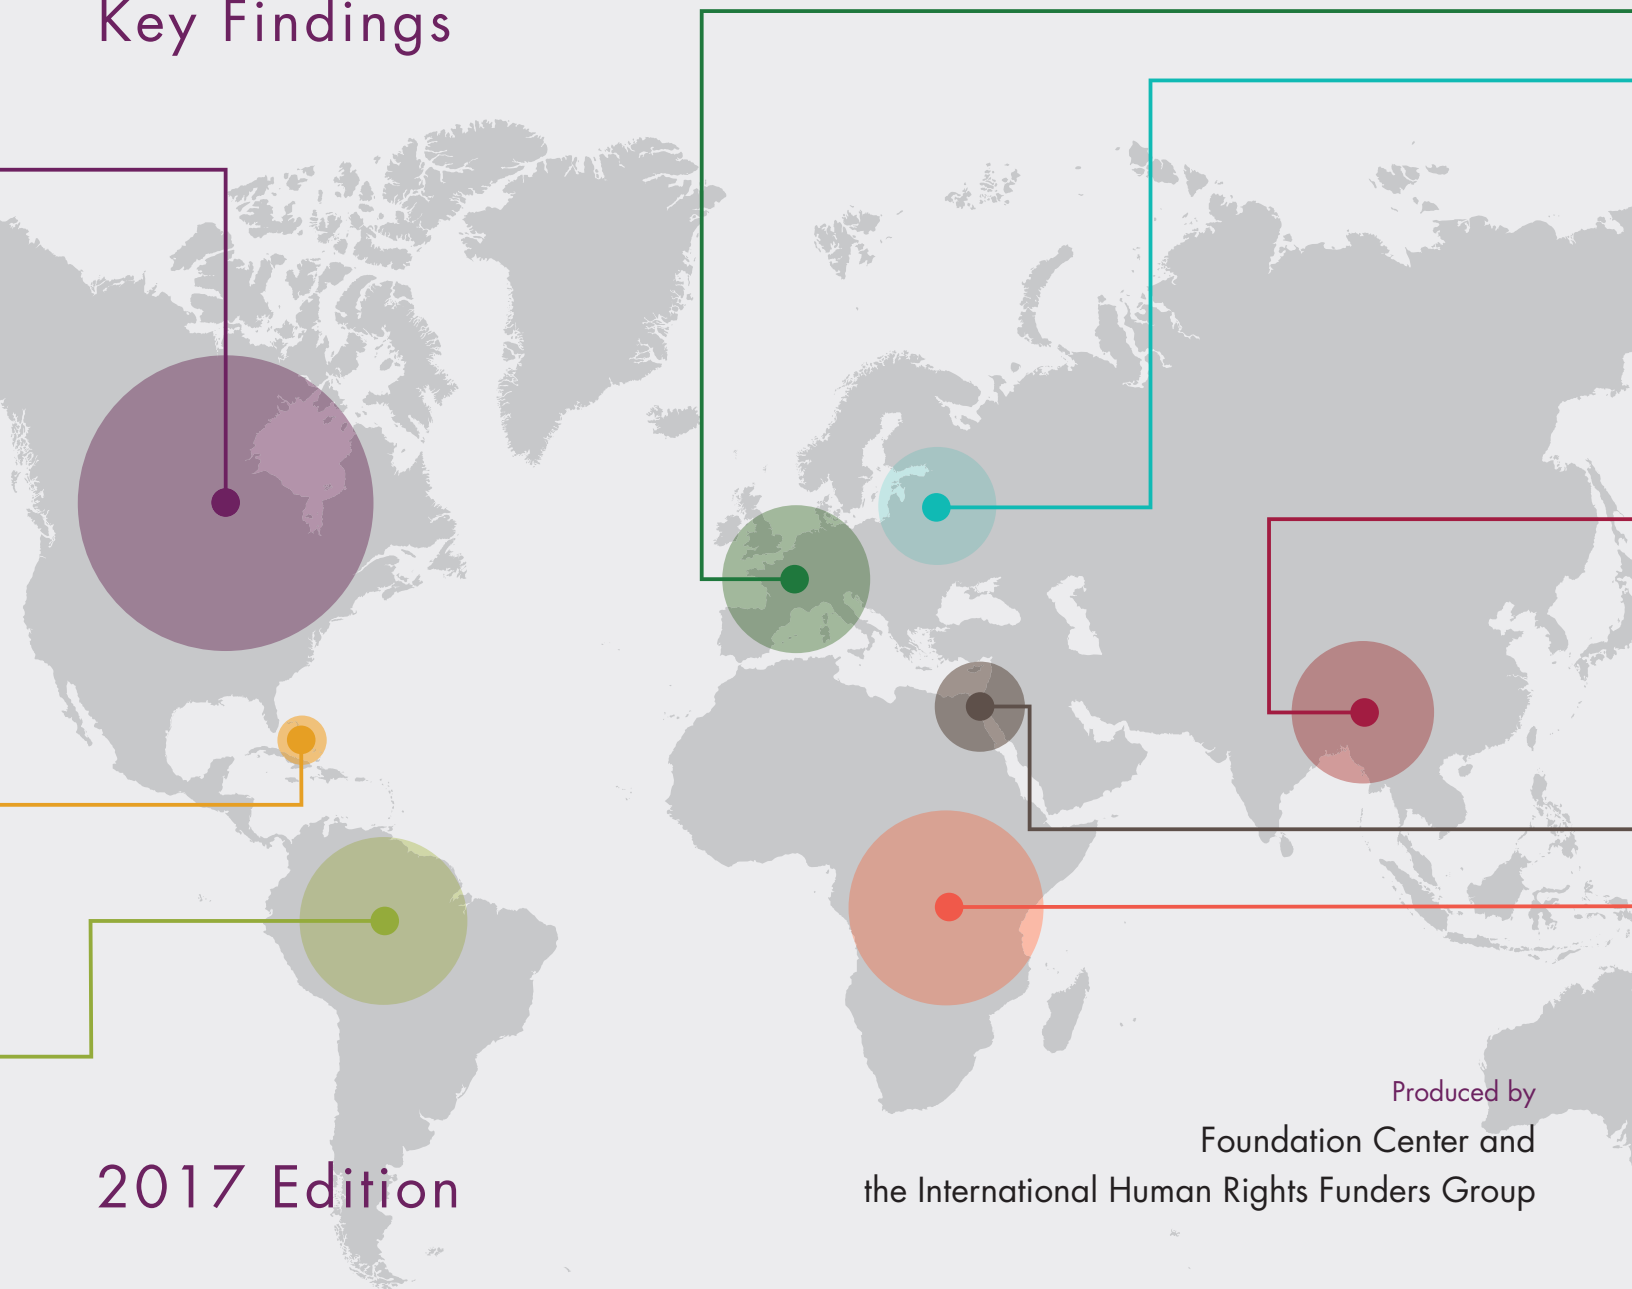 Key Findings
Produced by
Foundation Center and
the International Human Rights Funders Group
2017 Edition